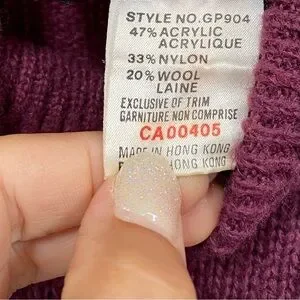 STYLE NO.GP904
47% ACRYLIC
ACRYLIQUE
33% NYLON
20% WOOL
LAINE
EXCLUSIVE OF TRIM
GARNITURE NON COMPRISE
CA00405
MADE IN HONG KONG
HONG KONG